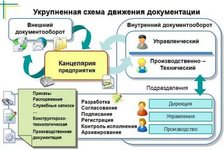 Укрупненная схема движения документации
Внешний
документооборот
Внутренний документооборот
Канцелярия
предприятия
Управленческий
Производственно –
Технический
Подразделения
Приказы
Распоряжения
Служебные записки
Конструкторско-
технологическая
Производственная
документация
Разработка
Согласование
Подписание
Регистрация
Контроль исполнения
Архивирование
Дирекция
Управления
Производство